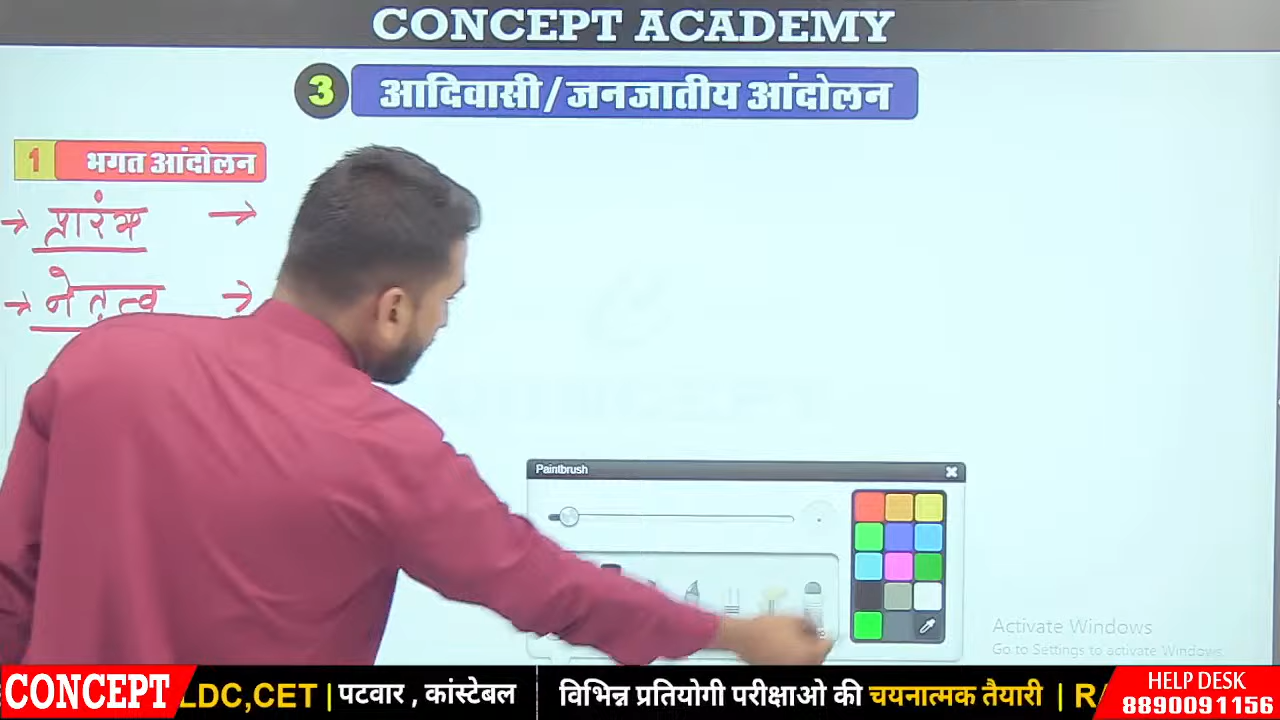 CONCEPT ACADEMY
3 आदिवासी/जनजातीय आंदोलन
1 भगत आंदोलन
→ प्रारंभ →
→ नेतृत्व →
Paintbrush
Activate Windows
Go to Settings to activate Windows.
CONCEPT LDC,CET | पटवार , कांस्टेबल विभिन्न प्रतियोगी परीक्षाओ की चयनात्मक तैयारी | HELP DESK
8890091156